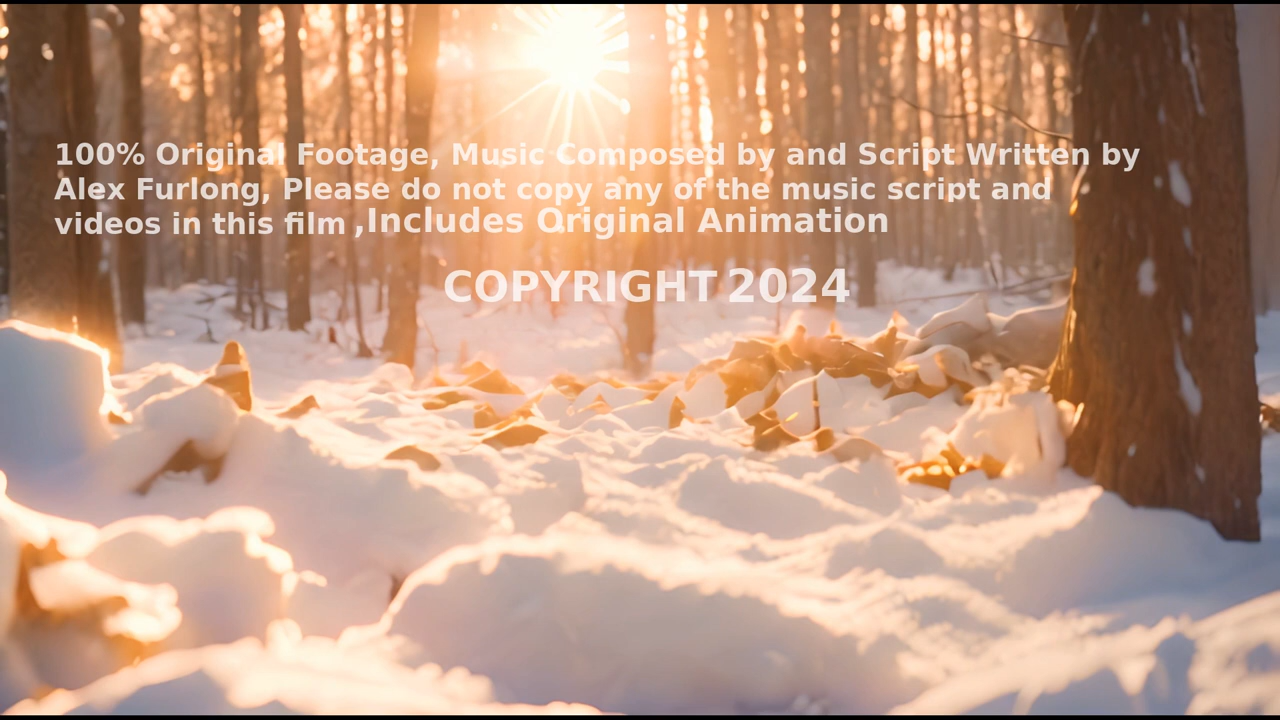 100% Original Footage, Music Composed by and Script Written by
Alex Furlong, Please do not copy any of the music script and
videos in this film ,Includes Original Animation
COPYRIGHT 2024